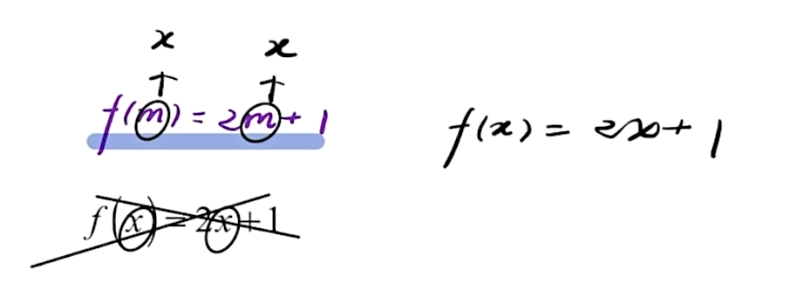 x x
f(m) = 2m + 1
f(x) = 2x + 1
f(x) = 2x + 1